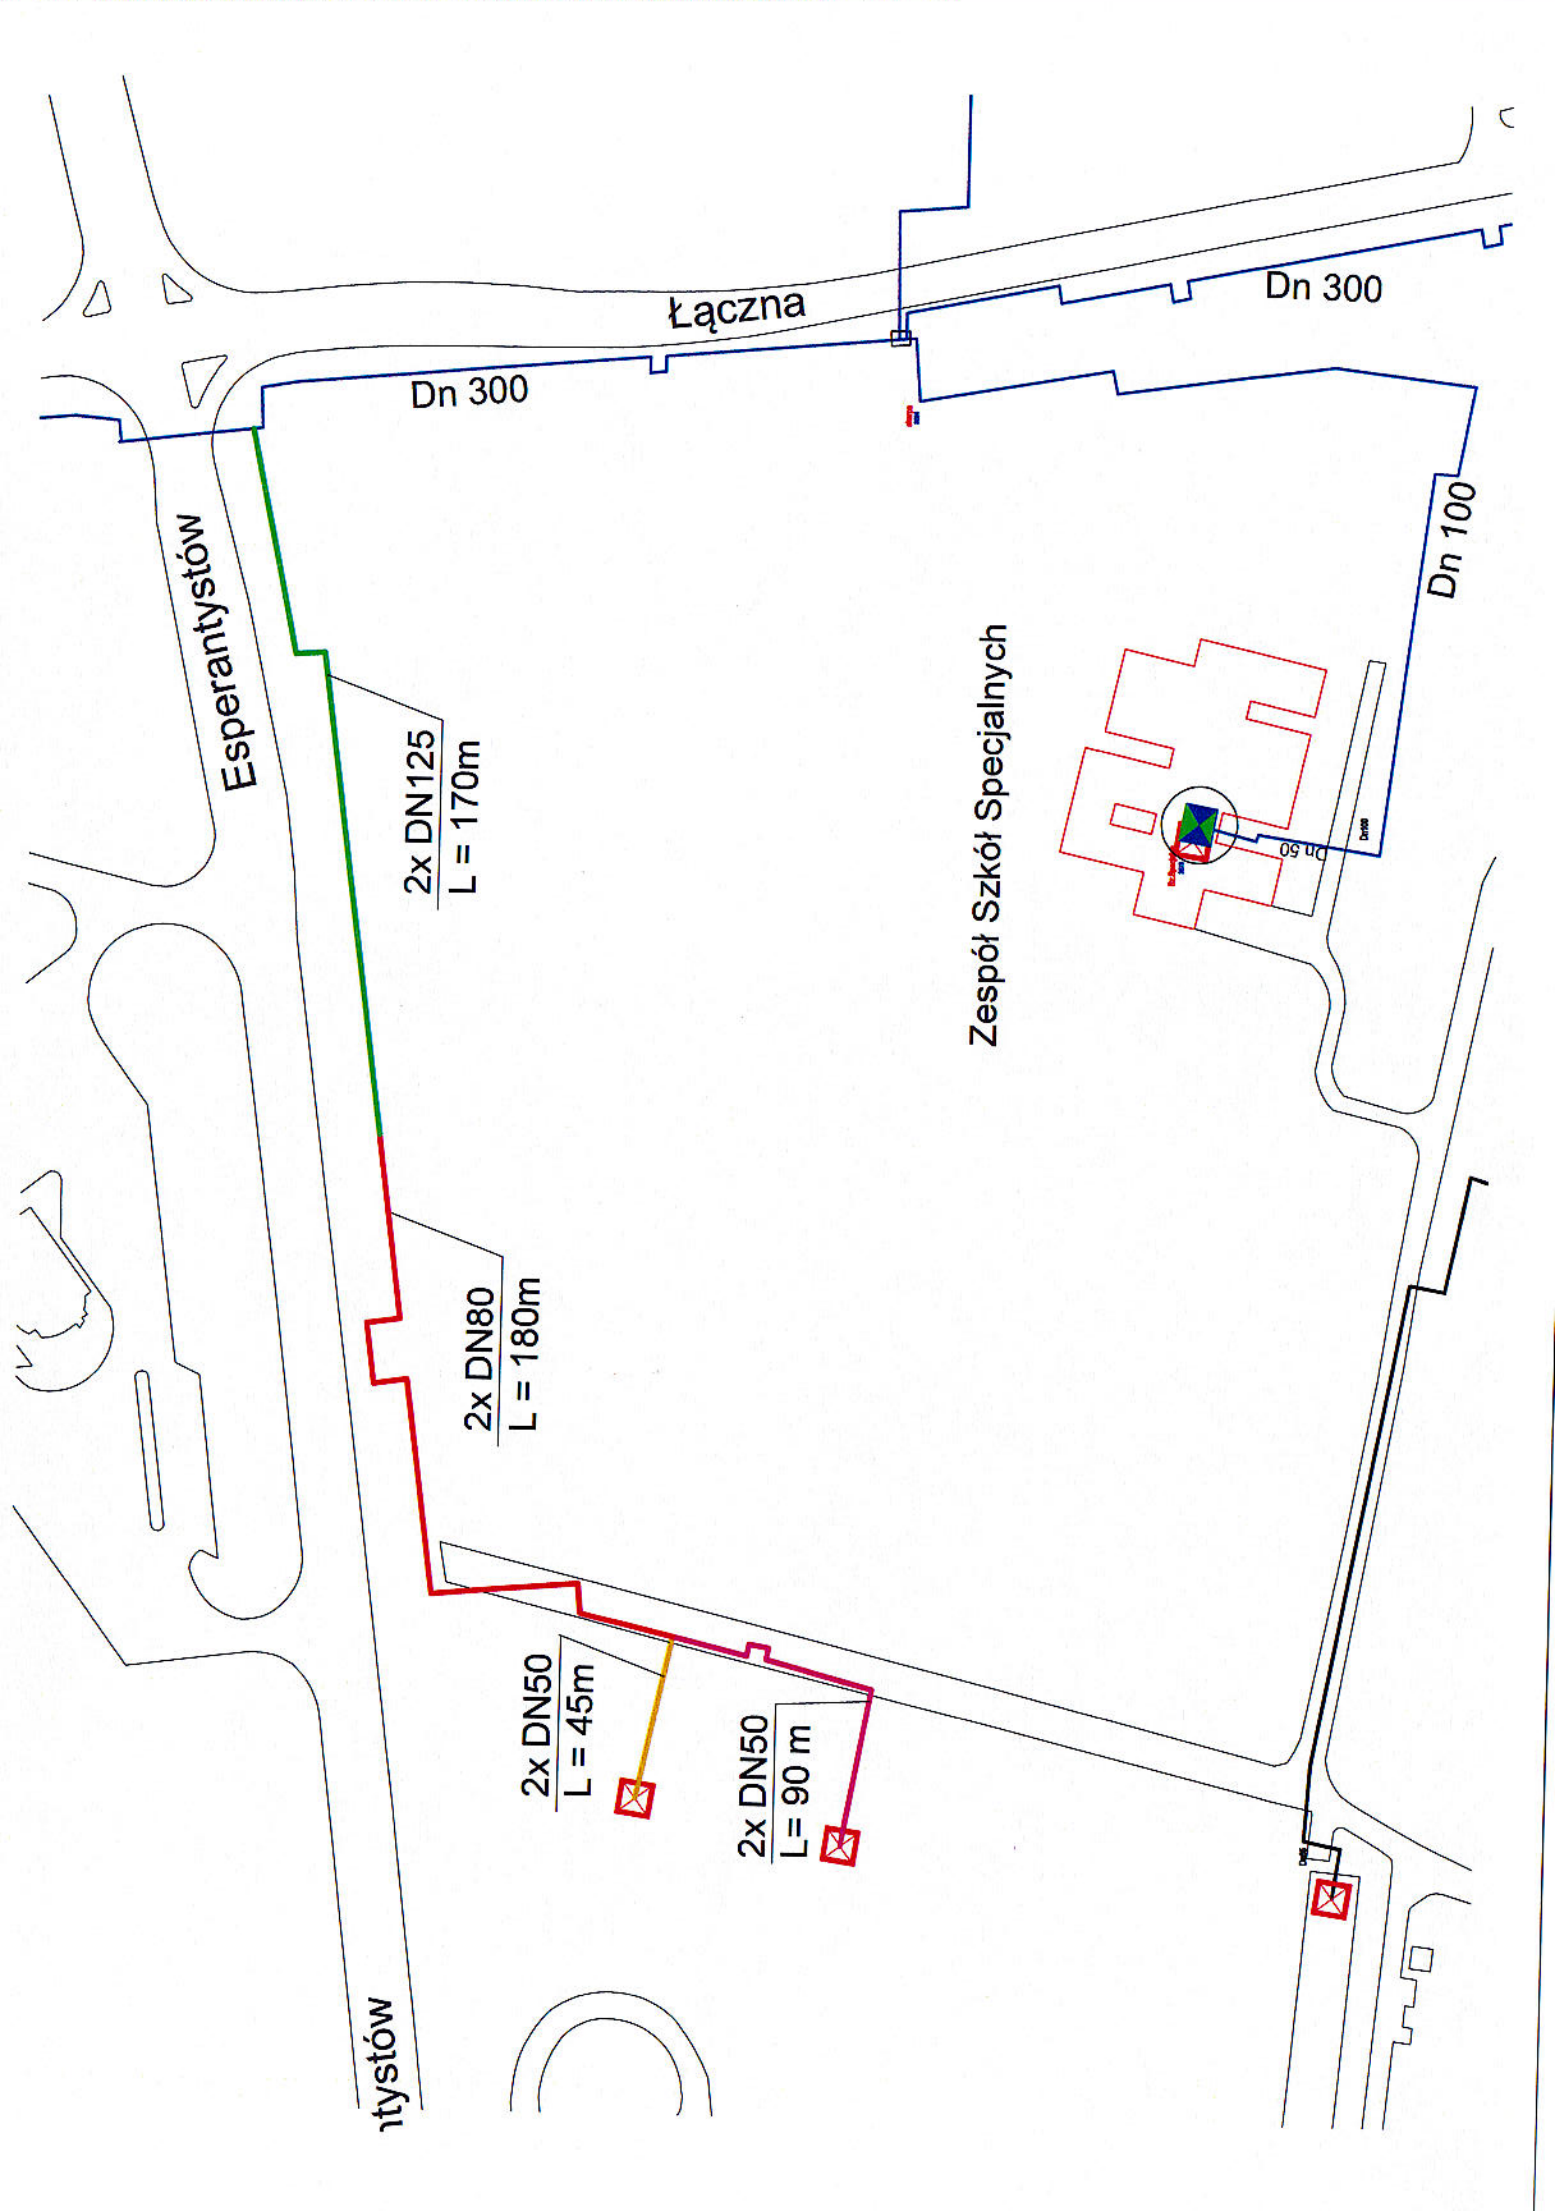 Łączna
Dn 300
Dn 300
Esperantystów
Dn 100
2x DN125
L = 170m
Zespół Szkół Specjalnych
Dn 50
Dn100
2x DN80
L = 180m
2x DN50
L = 45m
2x DN50
L= 90 m
ntystów